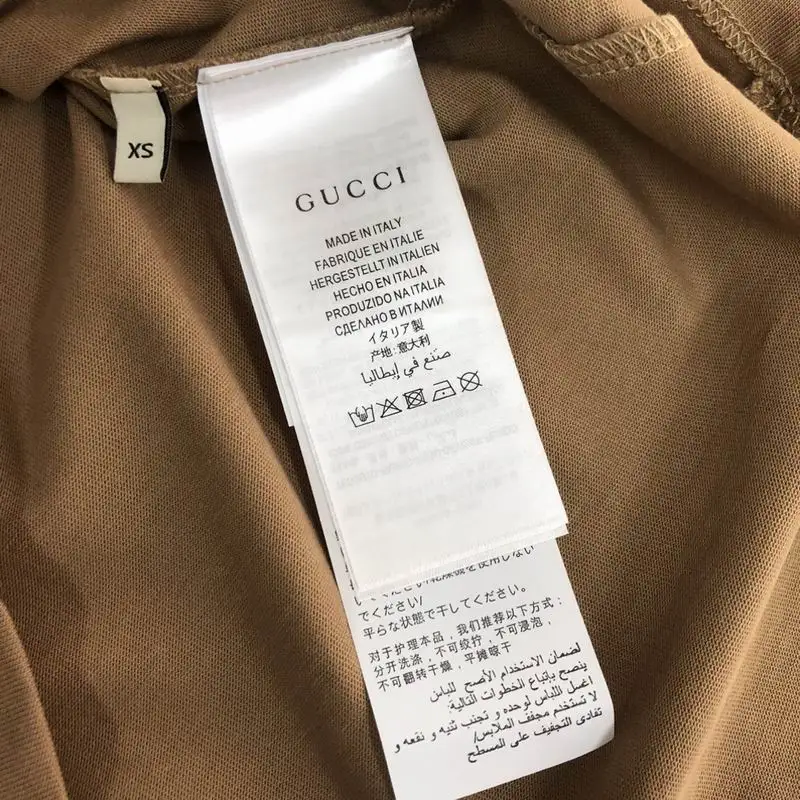 XS
GUCCI
MADE IN ITALY
FABRIQUE EN ITALIE
HERGESTELLT IN ITALIEN
HECHO EN ITALIA
PRODUZIDO NA ITALIA
СДЕЛАНО В ИТАЛИИ
イタリア製
产地:意大利
صنع في إيطاليا
でください/
平らな状態で干してください。
对于护理本品，我们推荐以下方式：
分开洗涤，不可绞拧，不可浸泡，
不可翻转干燥，平摊晾干
لضمان الاستخدام الأصح للباس
ينصح بإتباع الخطوات التالية:
اغسل اللباس لوحده و تجنب ثنيه و نقعه و
لا تستخدم مجفف الملابس/
تفادى التجفيف على المسطح